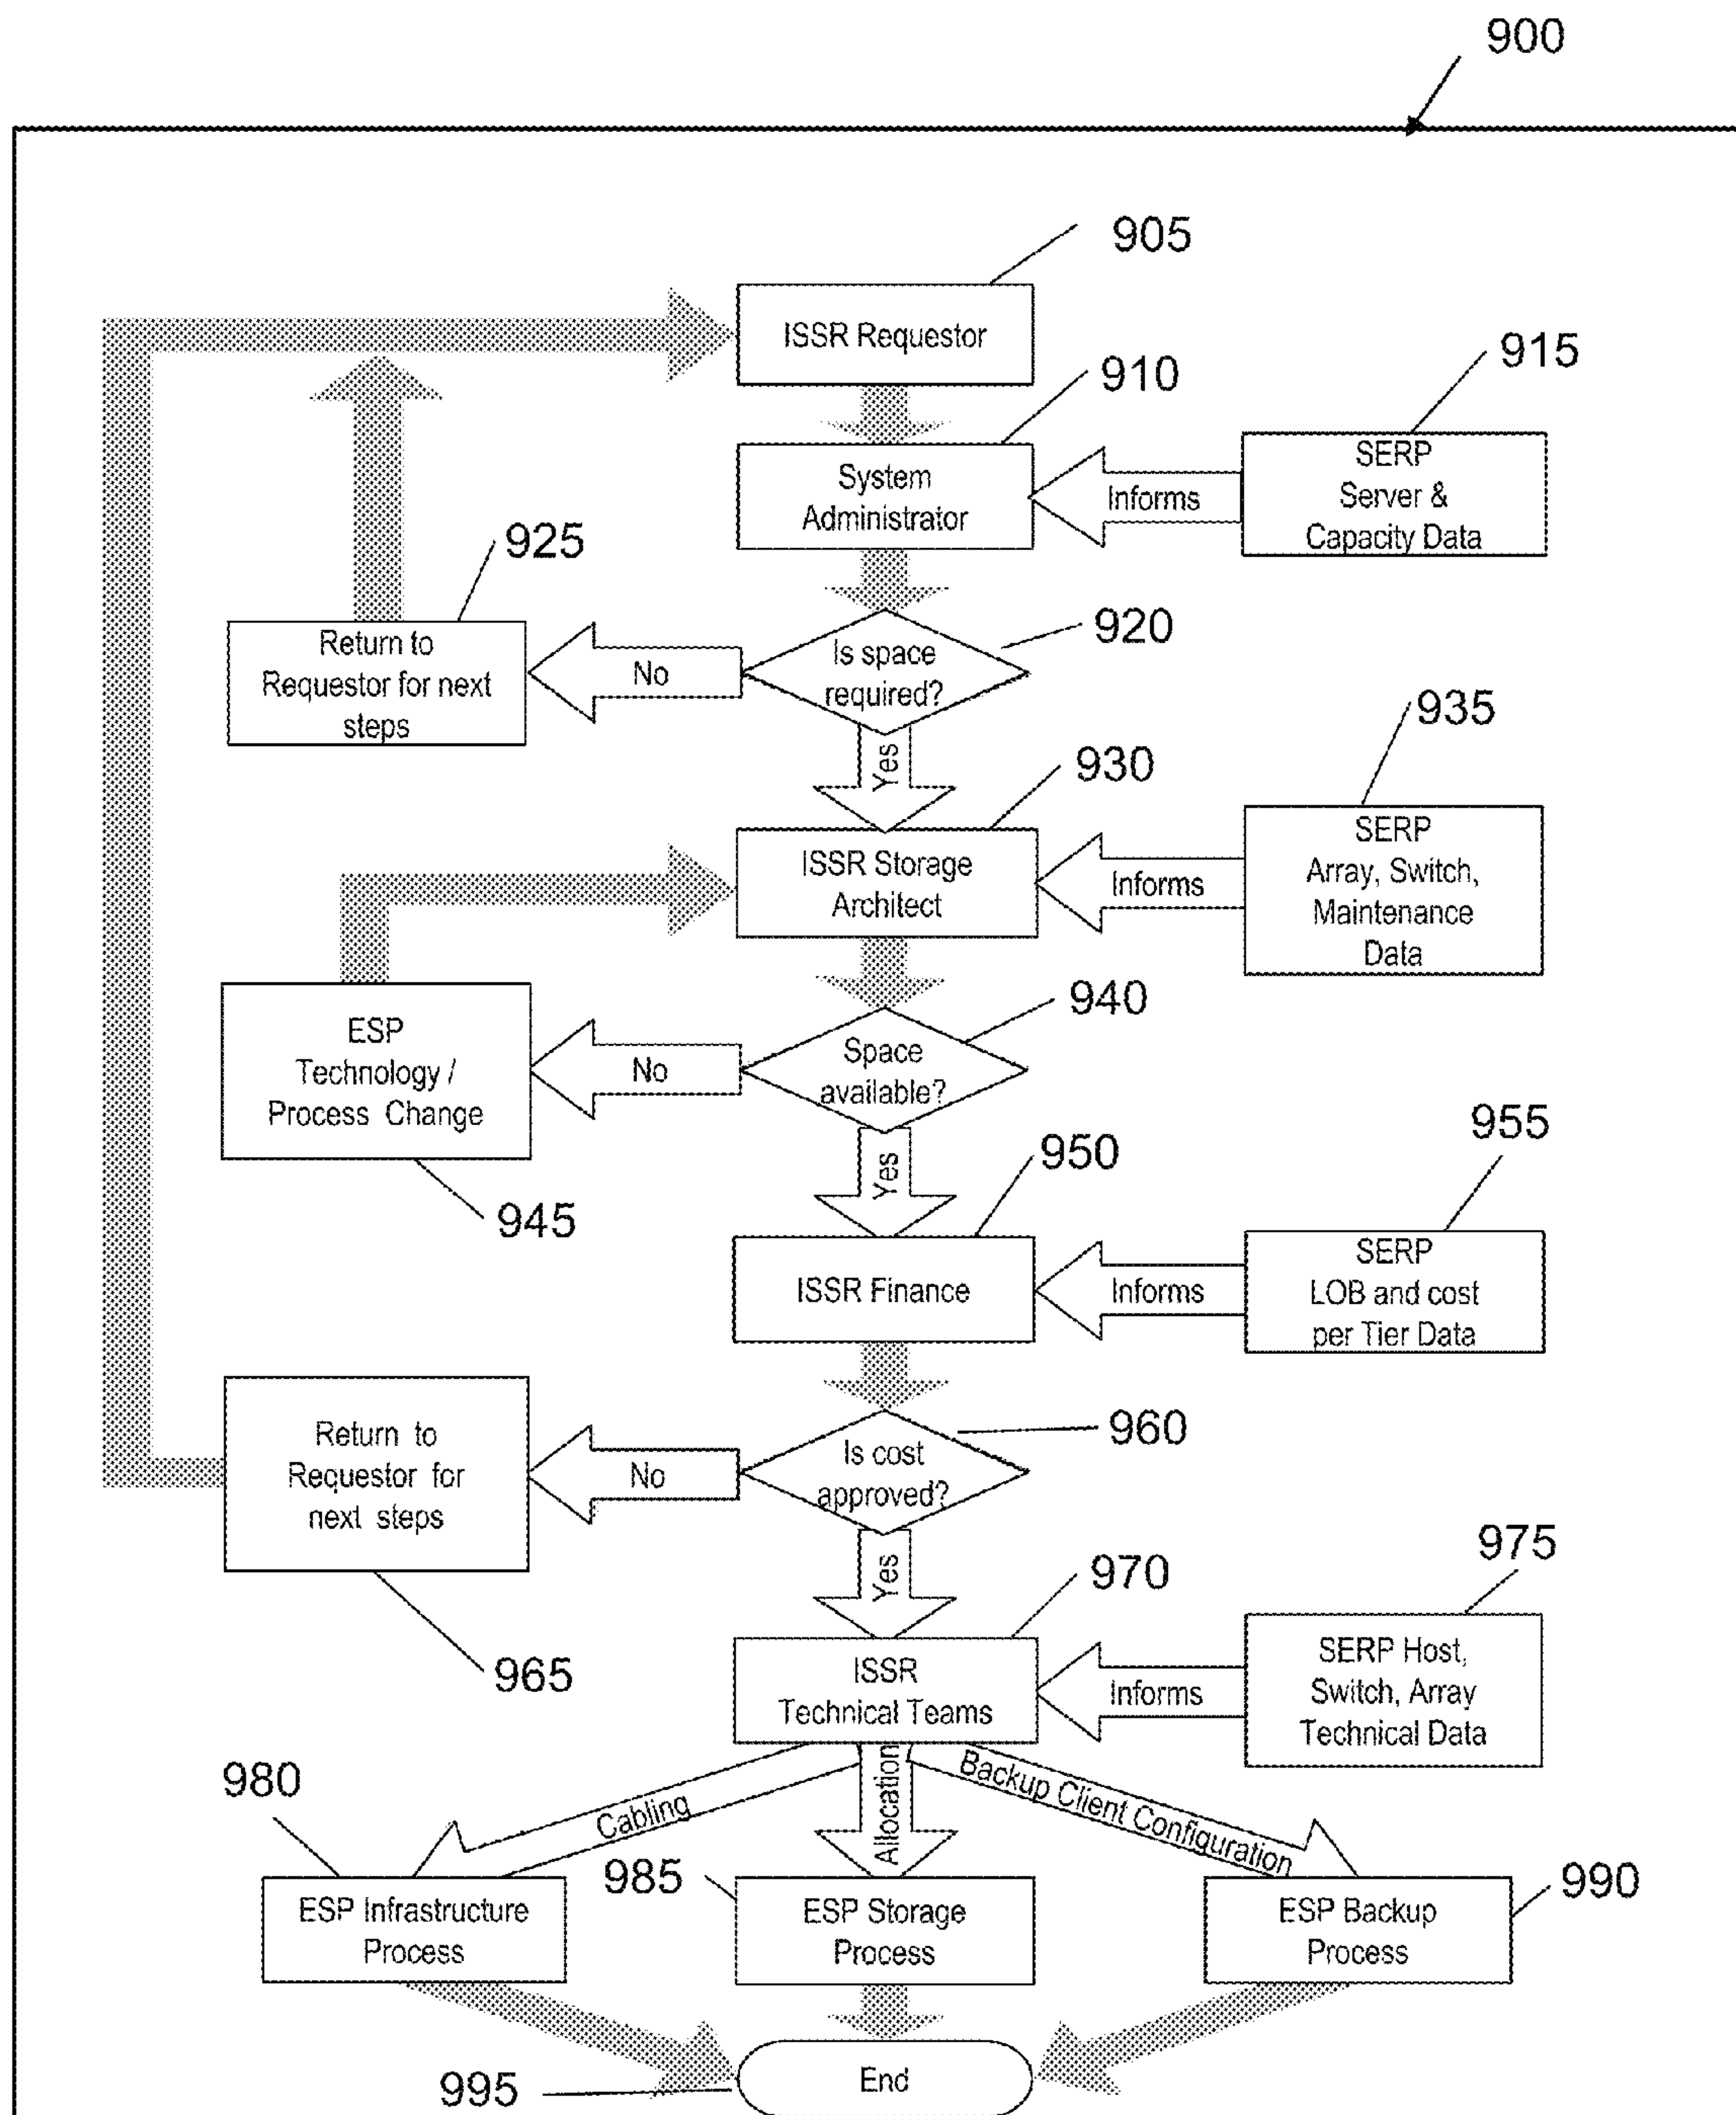 900
905
ISSR Requestor
910
915
System
Administrator
Informs
SERP
Server &
Capacity Data
925
920
Return to
Requestor for next
steps
No
Is space
required?
Yes
930
935
ISSR Storage
Architect
Informs
SERP
Array, Switch,
Maintenance
Data
940
ESP
Technology /
Process Change
No
Space
available?
945
Yes
950
955
ISSR Finance
Informs
SERP
LOB and cost
per Tier Data
960
Return to
Requestor for
next steps
No
Is cost
approved?
965
Yes
970
975
ISSR
Technical Teams
Informs
SERP Host,
Switch, Array
Technical Data
980
Cabling
Allocation
Backup Client Configuration
985
990
ESP Infrastructure
Process
ESP Storage
Process
ESP Backup
Process
995
End